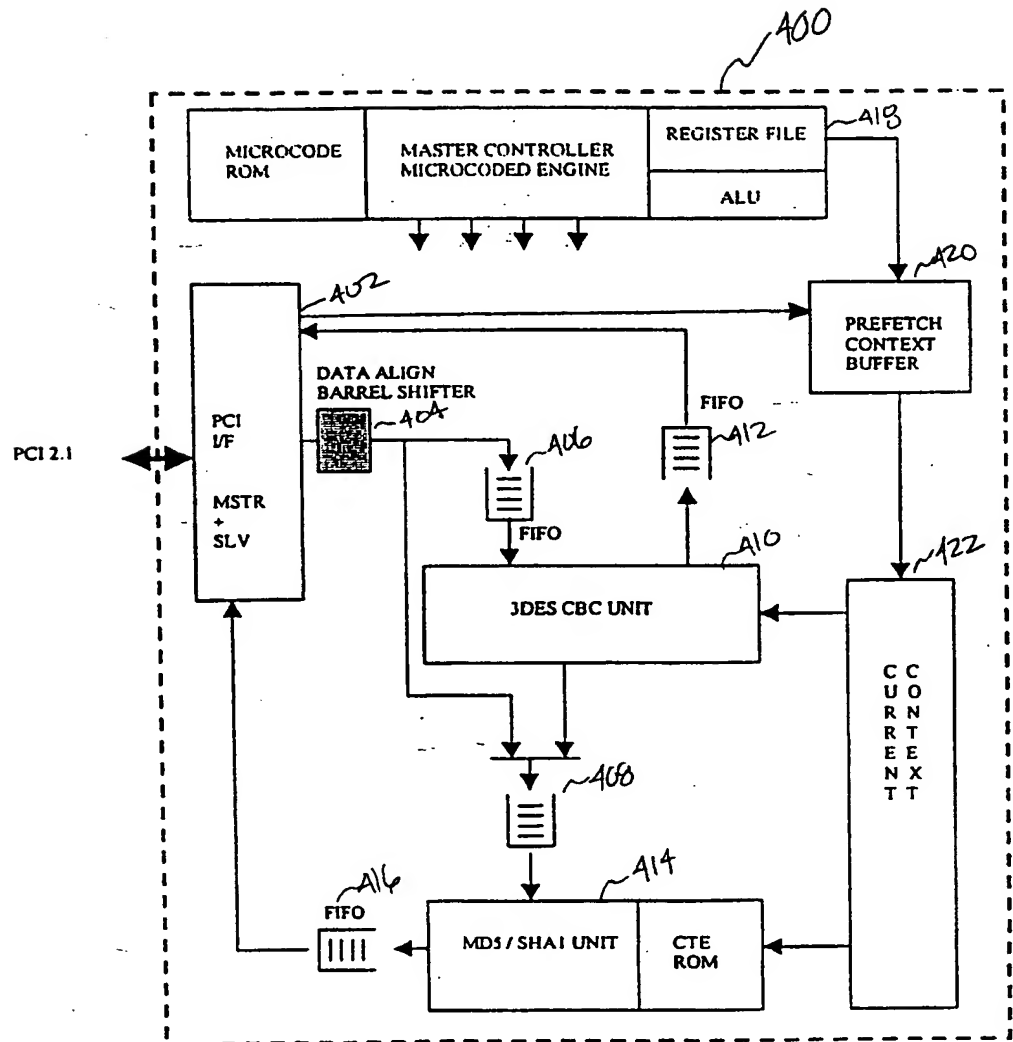 400
MICROCODE
ROM
MASTER CONTROLLER
MICROCODED ENGINE
REGISTER FILE
ALU
418
402
420
PREFETCH
CONTEXT
BUFFER
DATA ALIGN
BARREL SHIFTER
404
PCI
I/F
MSTR
+
SLV
PCI 2.1
406
FIFO
FIFO
412
410
3DES CBC UNIT
422
CURRENT
CONTEXT
408
414
416
FIFO
MD5 / SHA1 UNIT
CTE
ROM